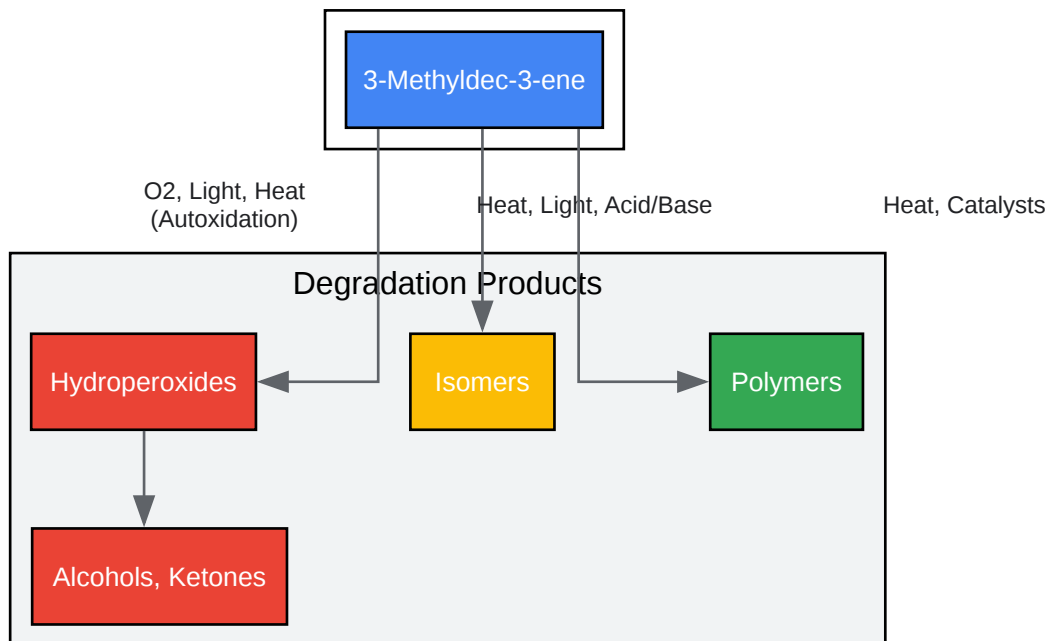 3-Methyldec-3-ene
O2, Light, Heat
(Autoxidation)
Heat, Light, Acid/Base
Heat, Catalysts
Degradation Products
Hydroperoxides
Isomers
Polymers
Alcohols, Ketones